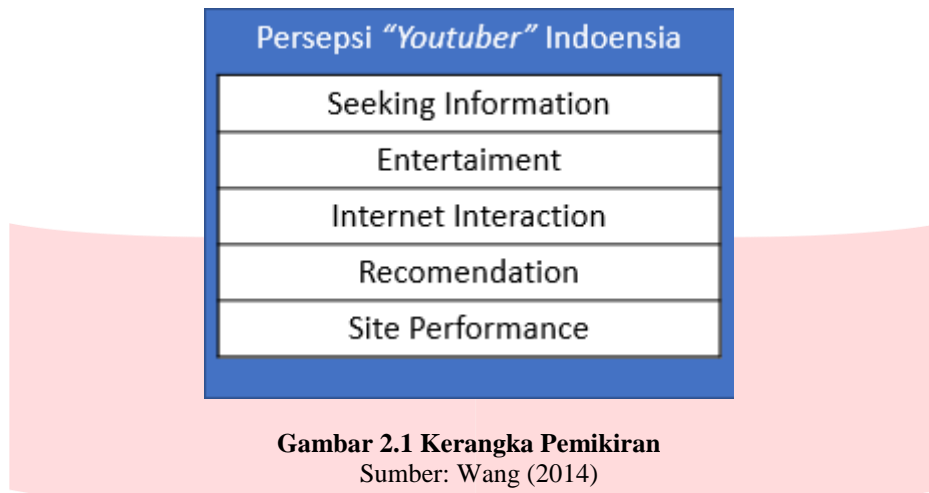 Persepsi “Youtuber” Indoensia
Seeking Information
Entertaiment
Internet Interaction
Recomendation
Site Performance
Gambar 2.1 Kerangka Pemikiran
Sumber: Wang (2014)